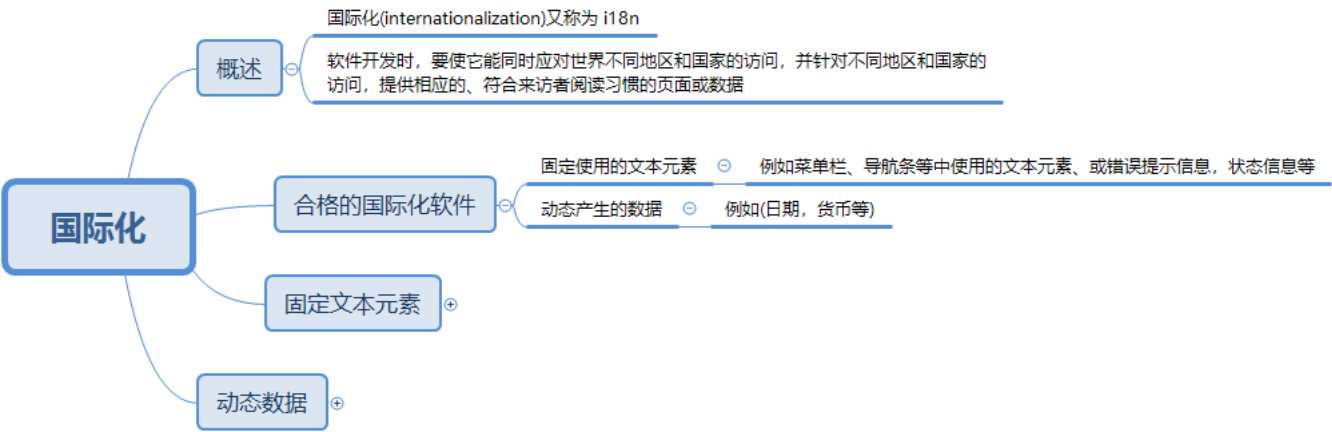 国际化(internationalization)又称为 i18n
概述
软件开发时，要使它能同时应对世界不同地区和国家的访问，并针对不同地区和国家的
访问，提供相应的、符合来访者阅读习惯的页面或数据
固定使用的文本元素
例如菜单栏、导航条等中使用的文本元素、或错误提示信息，状态信息等
合格的国际化软件
动态产生的数据
例如(日期，货币等)
国际化
固定文本元素
动态数据